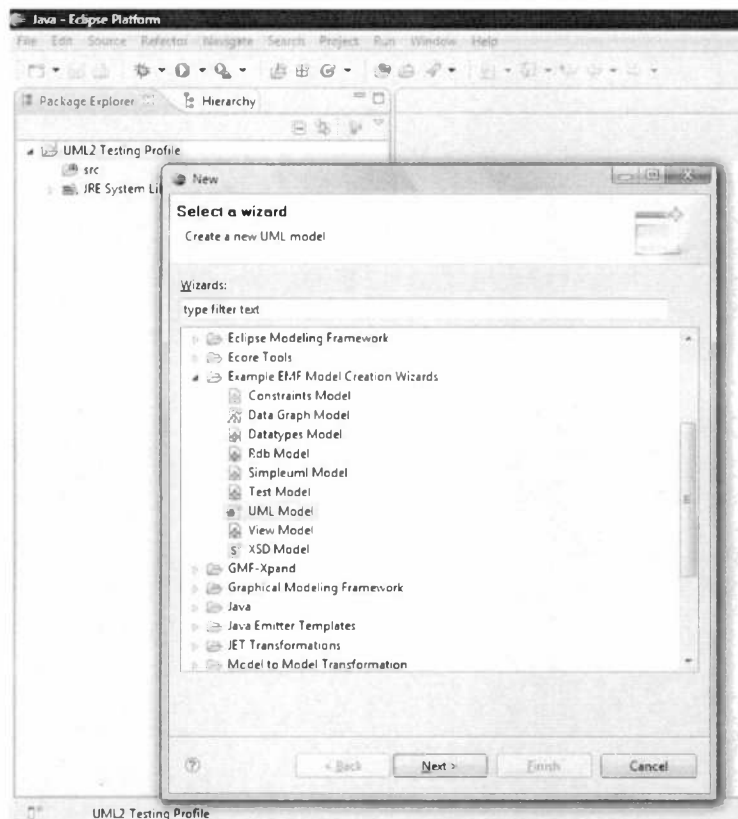 Java - Eclipse Platform
File Edit Source Refactor Navigate Search Project Run Window Help
Package Explorer Hierarchy
UML2 Testing Profile
src
JRE System Li
New
Select a wizard
Create a new UML model
Wizards:
type filter text
Eclipse Modeling Framework
Ecore Tools
Example EMF Model Creation Wizards
Constraints Model
Data Graph Model
Datatypes Model
Rdb Model
Simpleuml Model
Test Model
UML Model
View Model
XSD Model
GMF-Xpand
Graphical Modeling Framework
Java
Java Emitter Templates
JET Transformations
Model to Model Transformation
< Back Next > Finish Cancel
UML2 Testing Profile